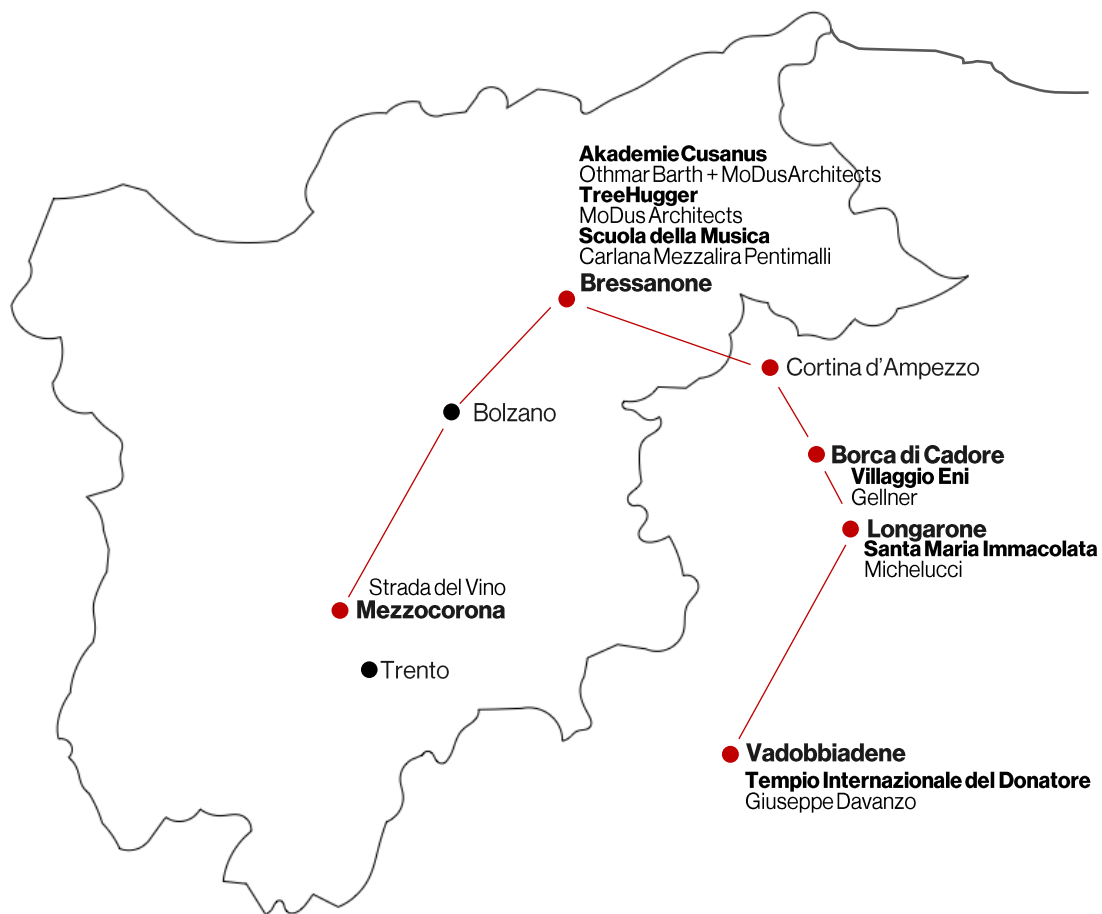 Akademie Cusanus
Othmar Barth + MoDusArchitects
TreeHugger
MoDus Architects
Scuola della Musica
Carlana Mezzalira Pentimalli
Bressanone
Cortina d'Ampezzo
Bolzano
Borca di Cadore
Villaggio Eni
Gellner
Longarone
Santa Maria Immacolata
Michelucci
Strada del Vino
Mezzocorona
Trento
Vadobbiadene
Tempio Internazionale del Donatore
Giuseppe Davanzo